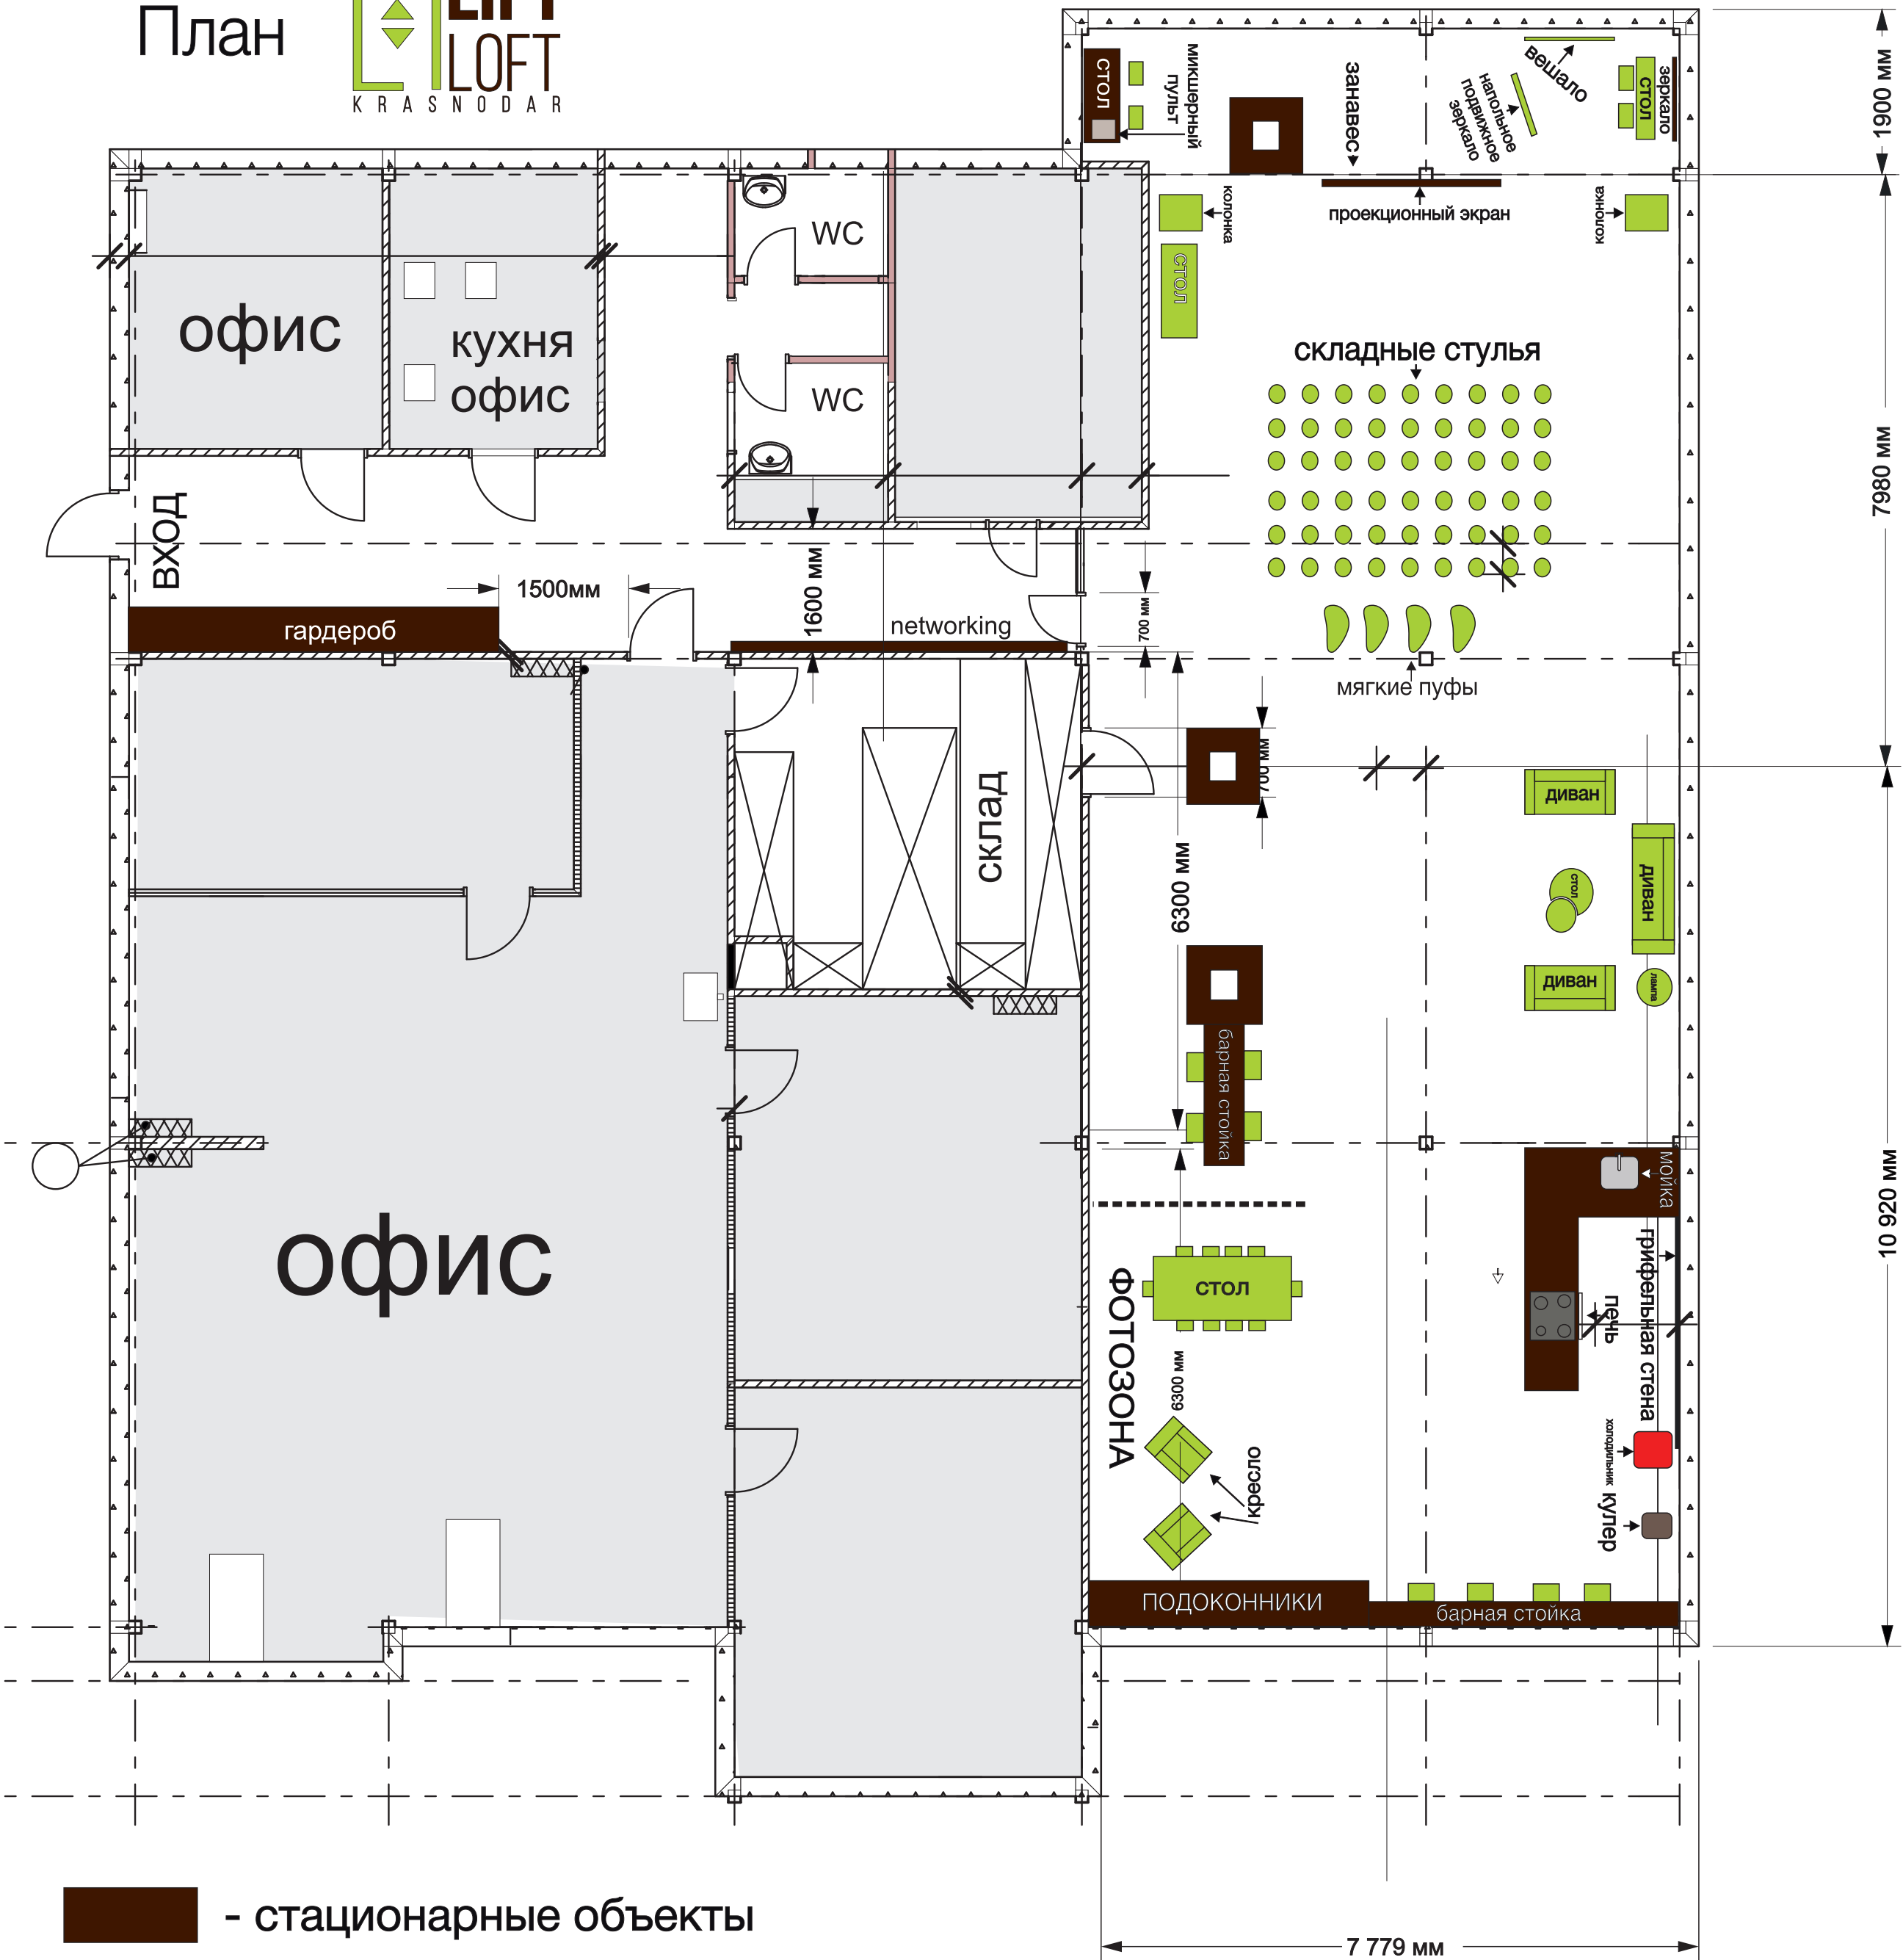 План
LIFT
LOFT
KRASNODAR
стол
микшерный
пульт
занавес
вешало
напольное
подвижное
зеркало
стол
зеркало
1900 мм
колонка
проекционный экран
колонка
стол
WC
офис
кухня
офис
WC
складные стулья
7980 мм
вход
1500мм
1600 мм
networking
700 мм
гардероб
мягкие пуфы
700 мм
диван
склад
6300 мм
стол
диван
диван
лампа
барная стойка
мойка
10 920 мм
офис
ФОТОЗОНА
стол
печь
грифельная стена
6300 мм
холодильник
кресло
кулер
ПОДОКОННИКИ
барная стойка
- стационарные объекты
7 779 мм